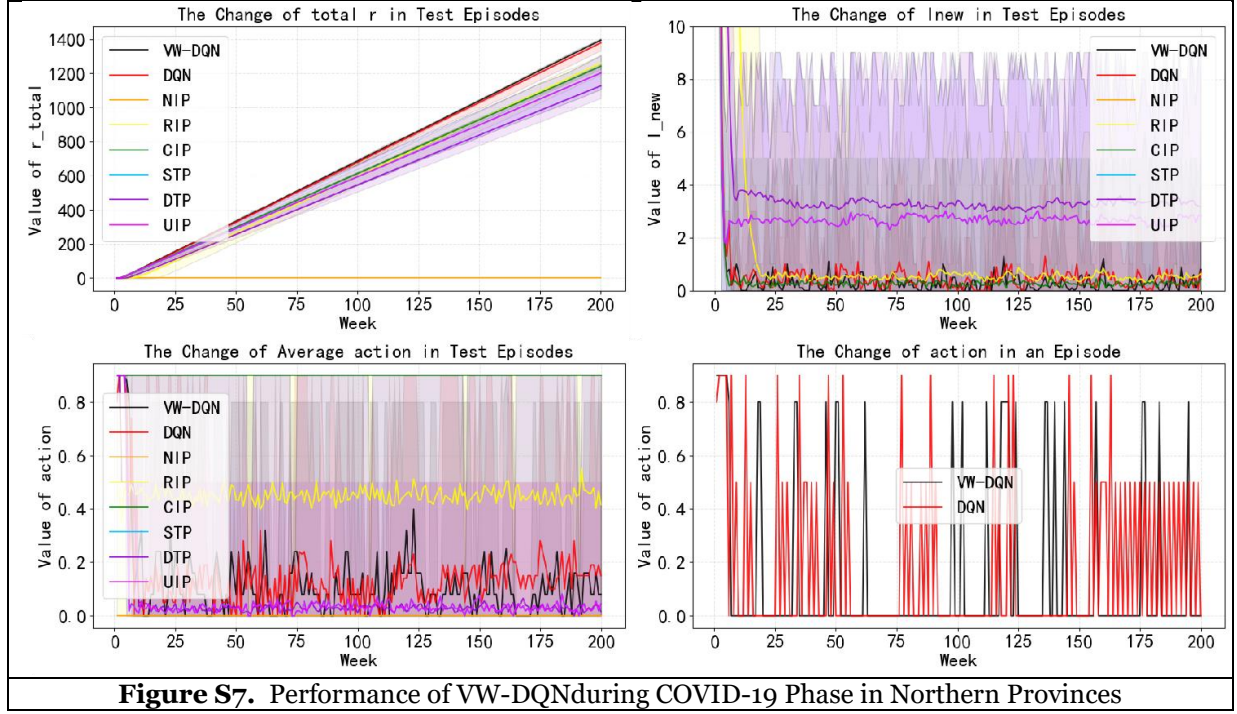 The Change of total r in Test Episodes
Value of r_total
1400
1200
1000
800
600
400
200
0
VW-DQN
DQN
NIP
RIP
CIP
STP
DTP
UIP
0 25 50 75 100 125 150 175 200
Week
The Change of Inew in Test Episodes
Value of I_new
10
8
6
4
2
0
VW-DQN
DQN
NIP
RIP
CIP
STP
DTP
UIP
0 25 50 75 100 125 150 175 200
Week
The Change of Average action in Test Episodes
Value of action
0.8
0.6
0.4
0.2
0.0
VW-DQN
DQN
NIP
RIP
CIP
STP
DTP
UIP
0 25 50 75 100 125 150 175 200
Week
The Change of action in an Episode
Value of action
0.8
0.6
0.4
0.2
0.0
VW-DQN
DQN
0 25 50 75 100 125 150 175 200
Week
Figure S7. Performance of VW-DQNduring COVID-19 Phase in Northern Provinces